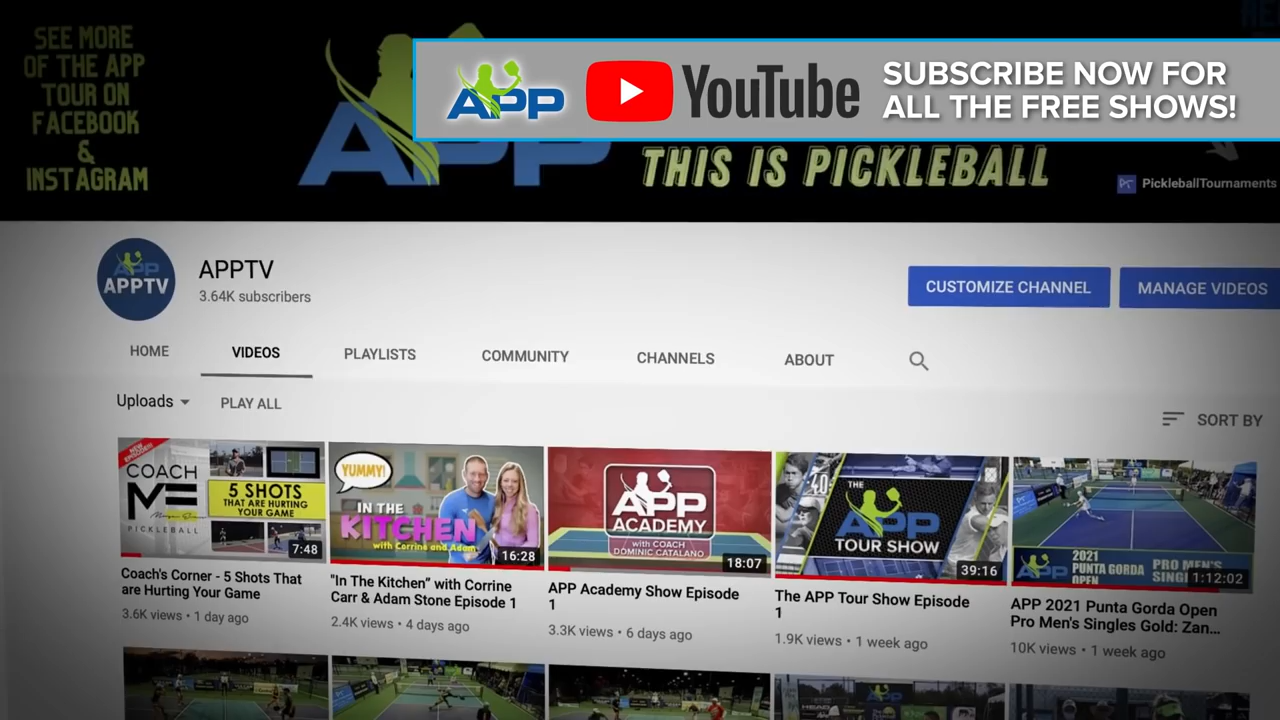 SEE MORE
OF THE APP
TOUR ON
FACEBOOK
&
INSTAGRAM
APP
YouTube
SUBSCRIBE NOW FOR
ALL THE FREE SHOWS!
APP
THIS IS PICKLEBALL
PT PickleballTournaments
APP
APPTV
APPTV
3.64K subscribers
CUSTOMIZE CHANNEL
MANAGE VIDEOS
HOME
VIDEOS
PLAYLISTS
COMMUNITY
CHANNELS
ABOUT
Uploads
PLAY ALL
SORT BY
NEW EPISODE!
COACH
ME
PICKLEBALL
5 SHOTS
THAT ARE HURTING
YOUR GAME
7:48
Coach's Corner - 5 Shots That
are Hurting Your Game
3.6K views • 1 day ago
YUMMY!
IN THE
KITCHEN
with Corrine and Adam
16:28
"In The Kitchen" with Corrine
Carr & Adam Stone Episode 1
2.4K views • 4 days ago
APP
ACADEMY
with COACH
DOMINIC CATALANO
18:07
APP Academy Show Episode
1
3.3K views • 6 days ago
THE
APP
TOUR SHOW
39:16
The APP Tour Show Episode
1
1.9K views • 1 week ago
APP
2021
PUNTA GORDA
OPEN
PRO MEN'S
1:12:02
APP 2021 Punta Gorda Open
Pro Men's Singles Gold: Zan...
10K views • 1 week ago
APP